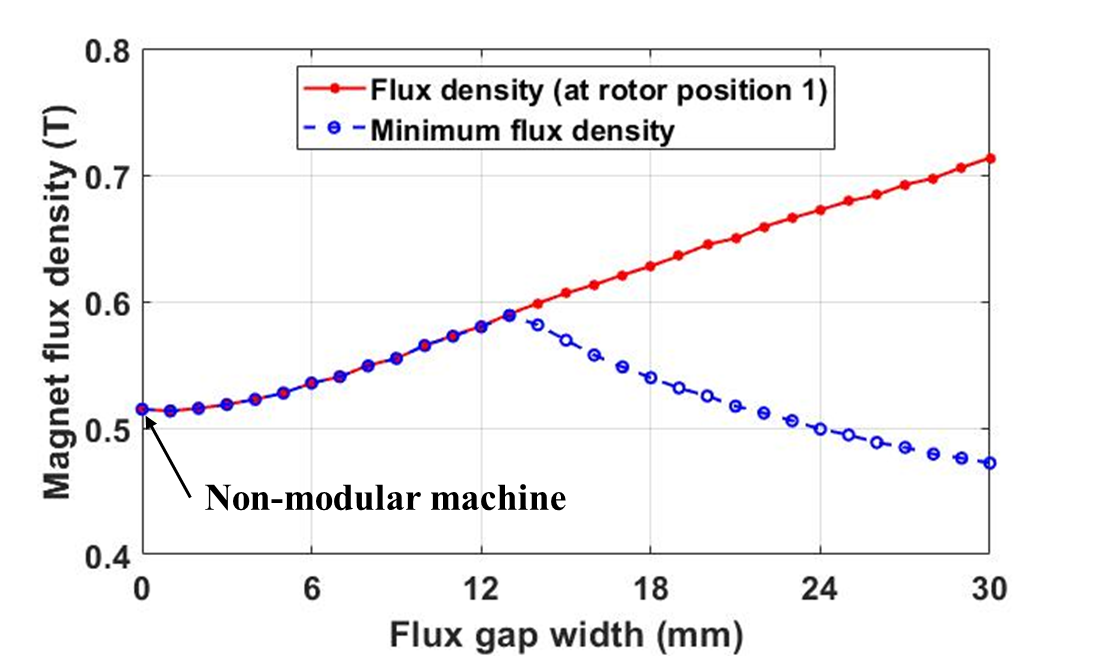 0.8
0.7
0.6
0.5
0.4
Magnet flux density (T)
Flux density (at rotor position 1)
Minimum flux density
Non-modular machine
0 6 12 18 24 30
Flux gap width (mm)